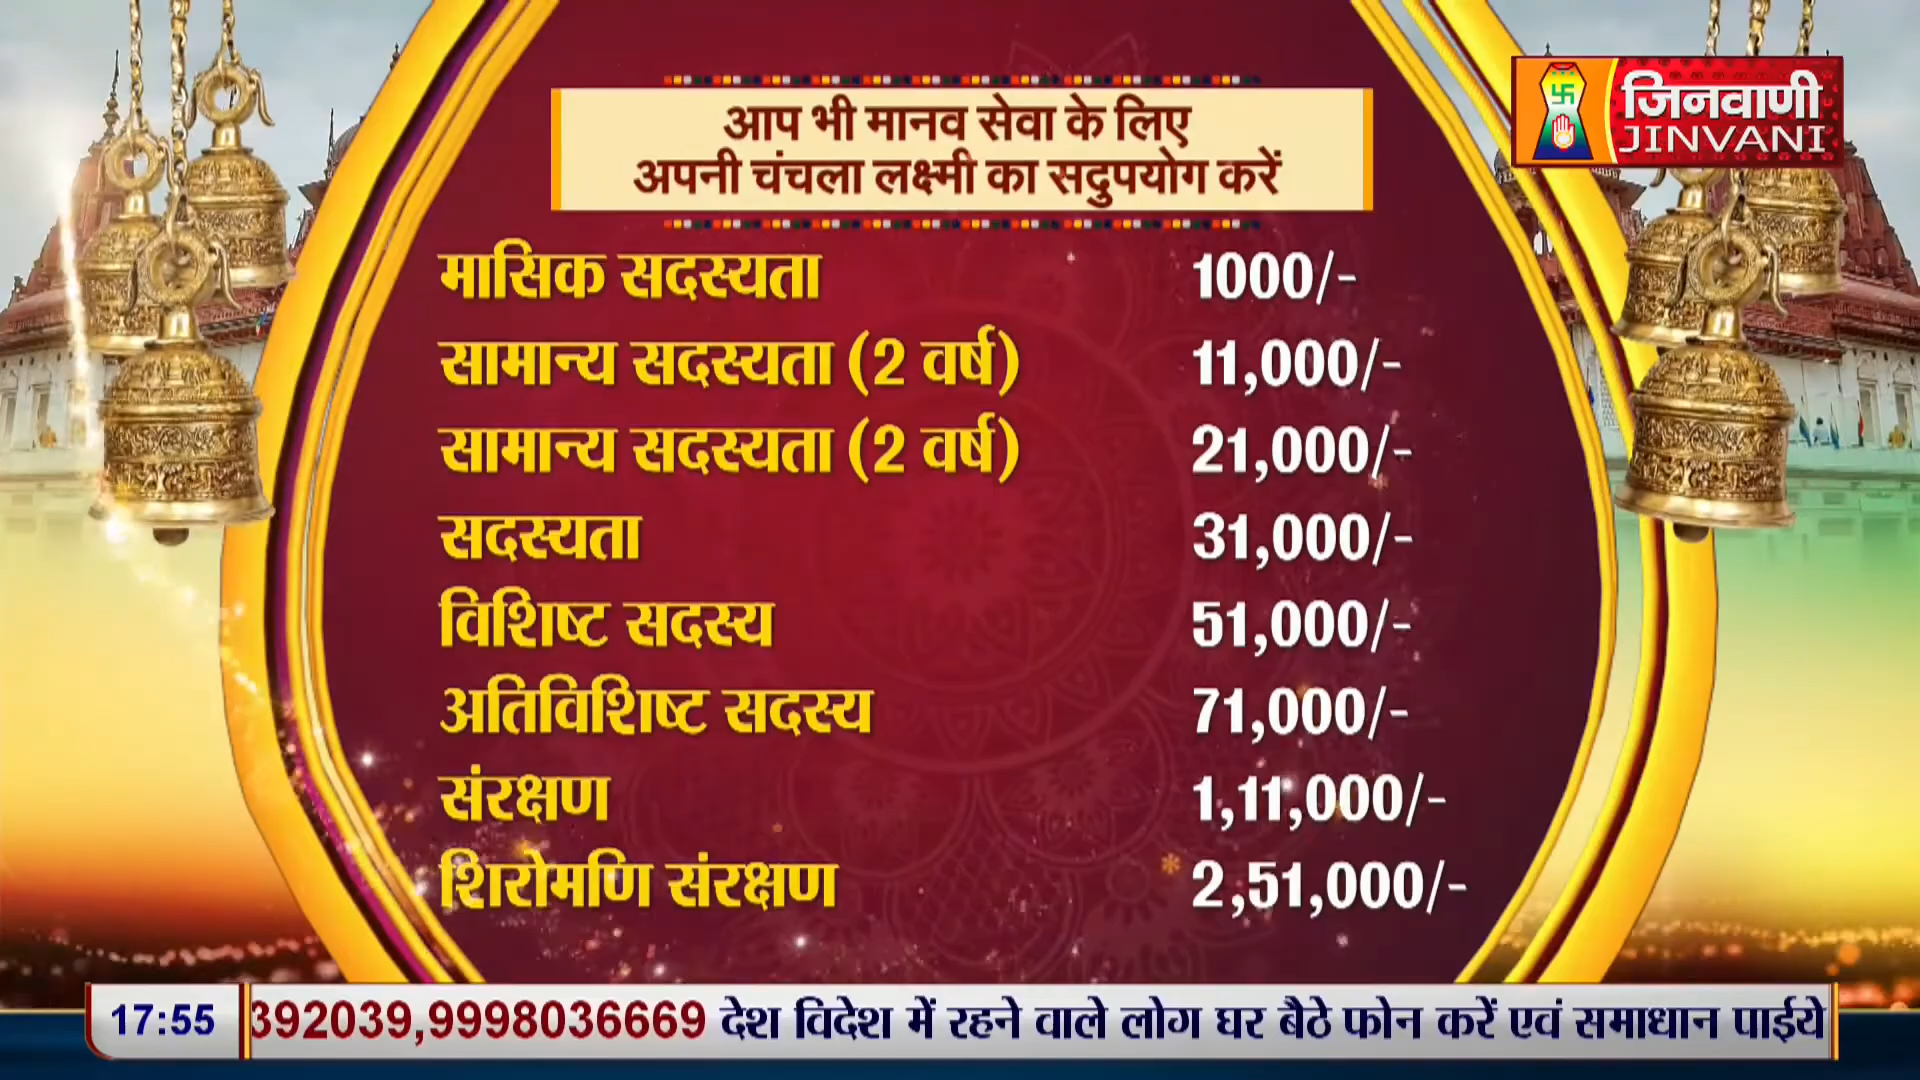 आप भी मानव सेवा के लिए
अपनी चंचला लक्ष्मी का सदुपयोग करें
जिनवाणी
JINVANI
मासिक सदस्यता 1000/-
सामान्य सदस्यता (2 वर्ष) 11,000/-
सामान्य सदस्यता (2 वर्ष) 21,000/-
सदस्यता 31,000/-
विशिष्ट सदस्य 51,000/-
अतिविशिष्ट सदस्य 71,000/-
संरक्षण 1,11,000/-
शिरोमणि संरक्षण 2,51,000/-
17:55 392039,9998036669 देश विदेश में रहने वाले लोग घर बैठे फोन करें एवं समाधान पाईये